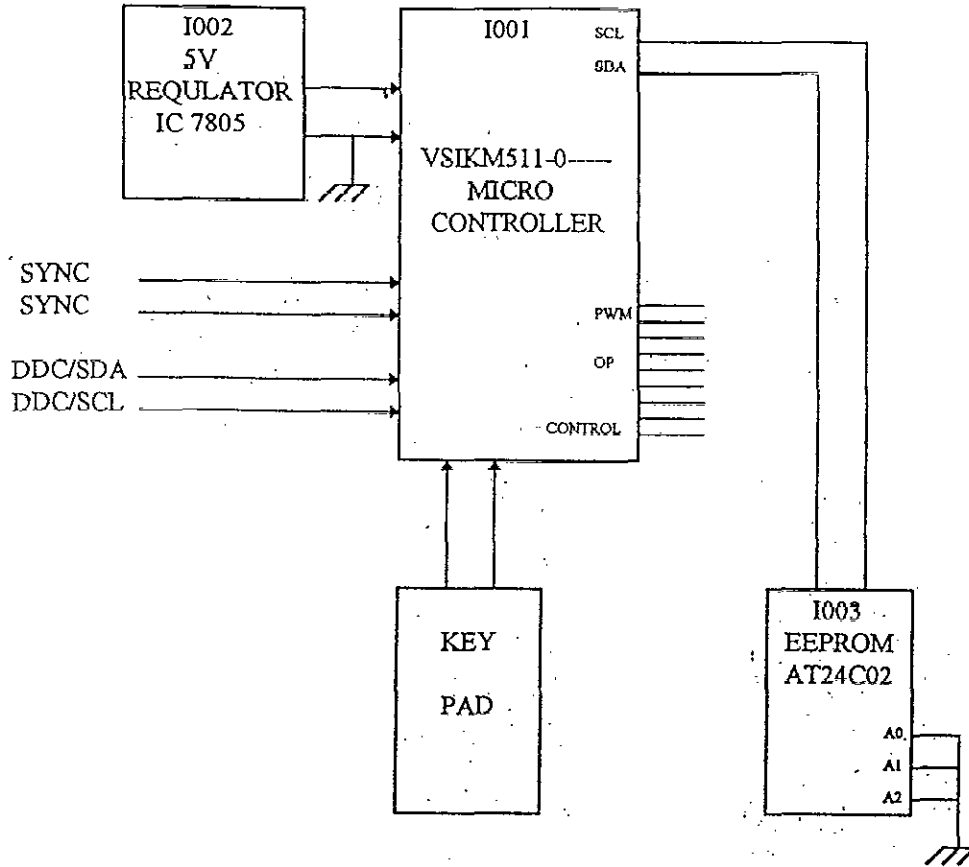 I002
5V
REQULATOR
IC 7805
I001
SCL
SDA
VSIKM511-0-----
MICRO
CONTROLLER
SYNC
SYNC
DDC/SDA
DDC/SCL
PWM
OP
CONTROL
KEY
PAD
I003
EEPROM
AT24C02
A0
A1
A2